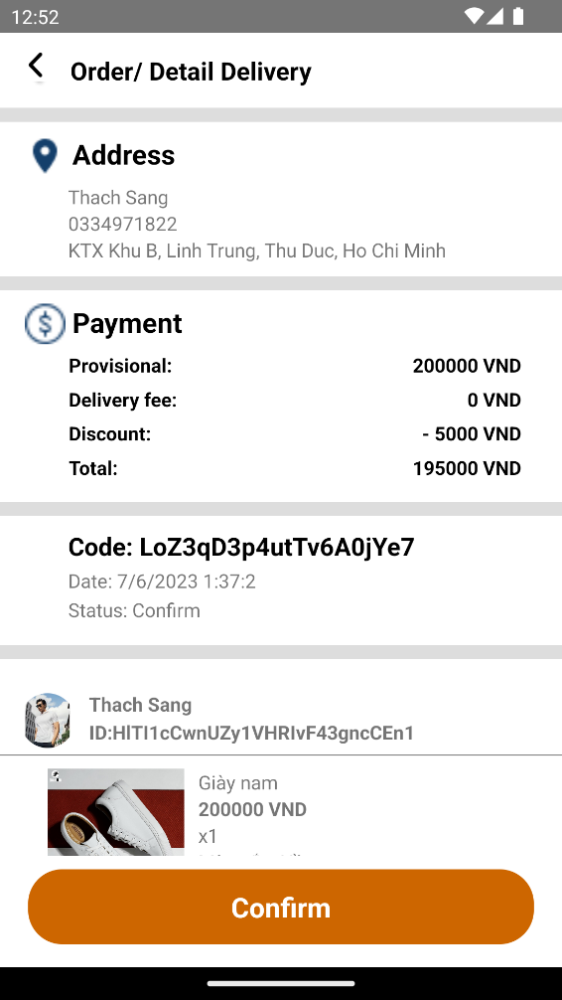 12:52
Order/ Detail Delivery
Address
Thach Sang
0334971822
KTX Khu B, Linh Trung, Thu Duc, Ho Chi Minh
Payment
Provisional: 200000 VND
Delivery fee: 0 VND
Discount: - 5000 VND
Total: 195000 VND
Code: LoZ3qD3p4utTv6A0jYe7
Date: 7/6/2023 1:37:2
Status: Confirm
Thach Sang
ID:HlTI1cCwnUZy1VHRIvF43gncCEn1
Giày nam
200000 VND
x1
Confirm